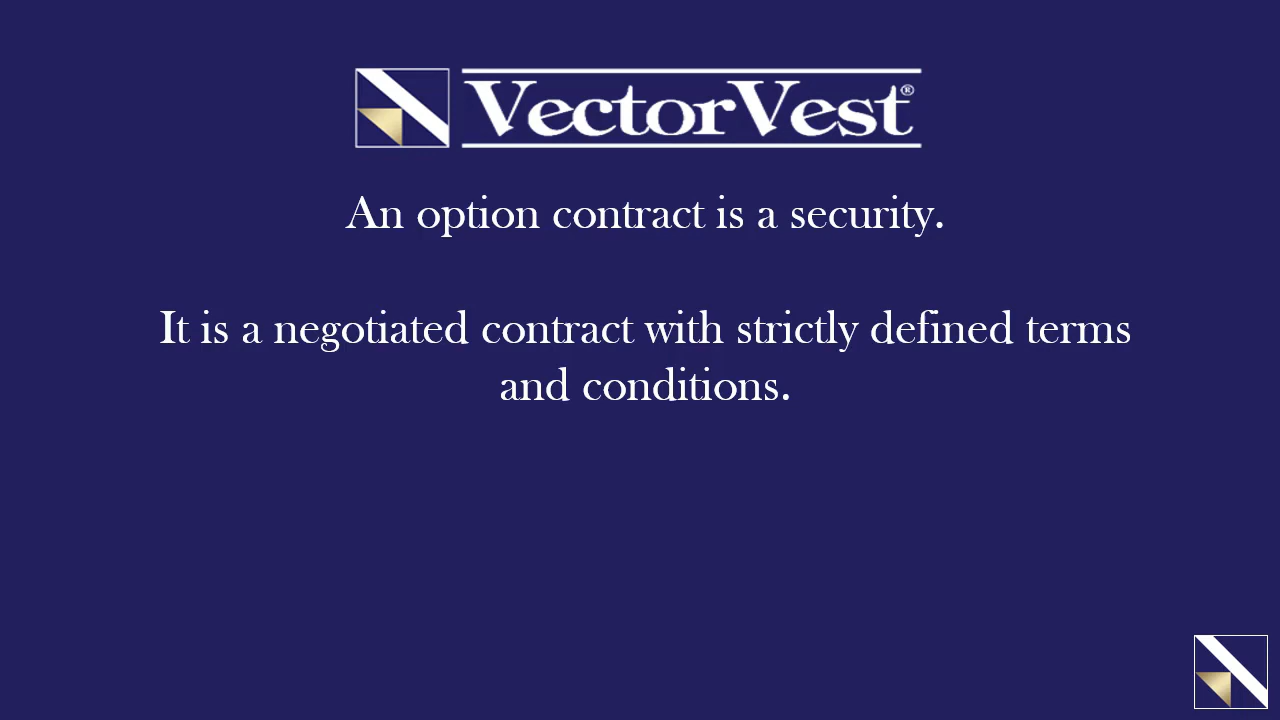 VectorVest®
An option contract is a security.
It is a negotiated contract with strictly defined terms
and conditions.